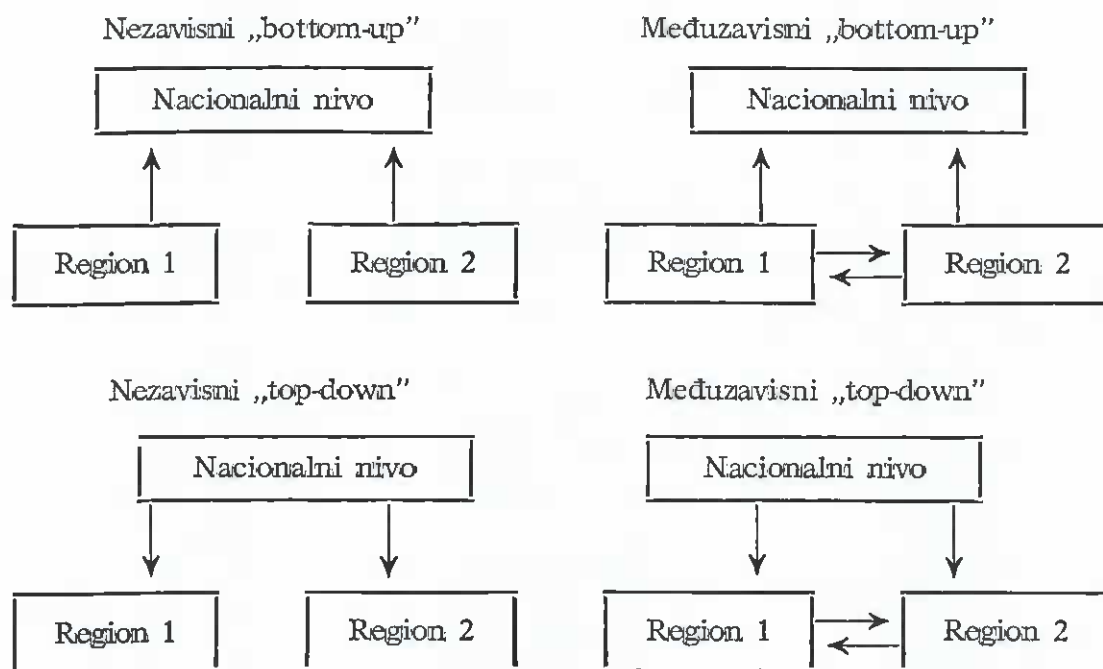 Nezavisni „bottom-up”
Međuzavisni „bottom-up”
Nacionalni nivo
Nacionalni nivo
Region 1
Region 2
Region 1
Region 2
Nezavisni „top-down”
Međuzavisni „top-down”
Nacionalni nivo
Nacionalni nivo
Region 1
Region 2
Region 1
Region 2